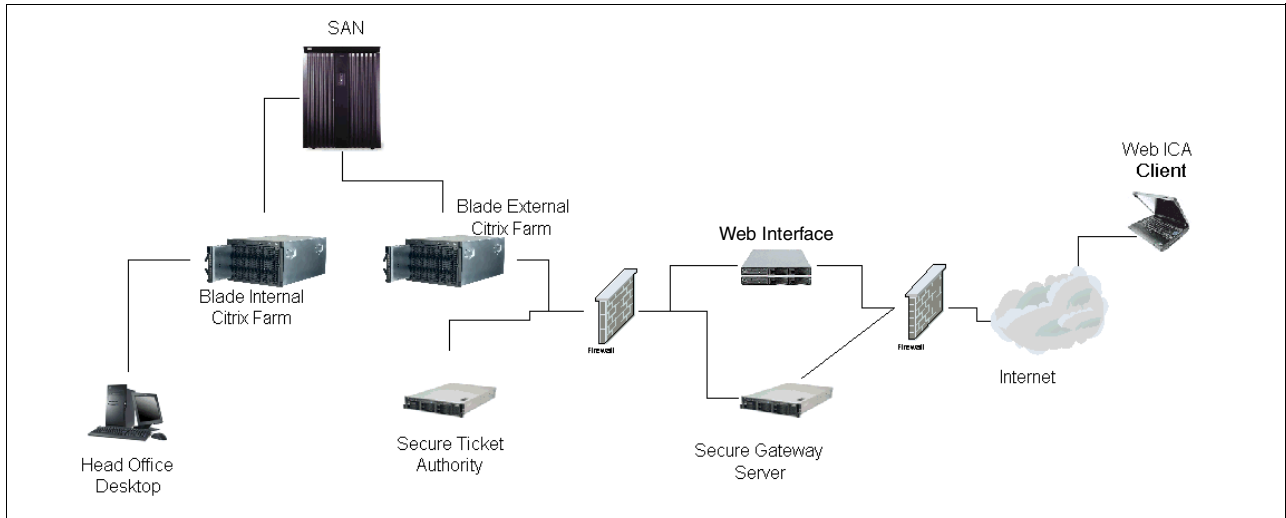 SAN
Web ICA
Client
Blade External
Citrix Farm
Web Interface
Blade Internal
Citrix Farm
Firewall
Firewall
Internet
Head Office
Desktop
Secure Ticket
Authority
Secure Gateway
Server